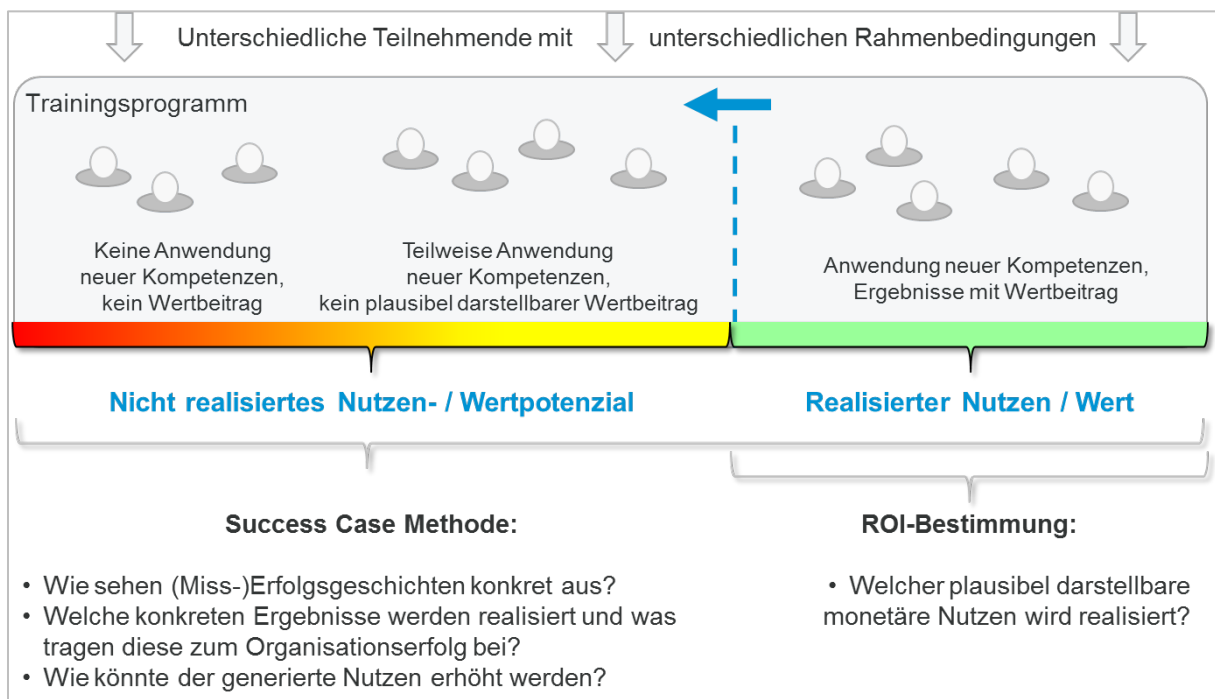 Unterschiedliche Teilnehmende mit unterschiedlichen Rahmenbedingungen
Trainingsprogramm
Keine Anwendung
neuer Kompetenzen,
kein Wertbeitrag
Teilweise Anwendung
neuer Kompetenzen,
kein plausibel darstellbarer Wertbeitrag
Anwendung neuer Kompetenzen,
Ergebnisse mit Wertbeitrag
Nicht realisiertes Nutzen- / Wertpotenzial
Realisierter Nutzen / Wert
Success Case Methode:
• Wie sehen (Miss-)Erfolgsgeschichten konkret aus?
• Welche konkreten Ergebnisse werden realisiert und was
tragen diese zum Organisationserfolg bei?
• Wie könnte der generierte Nutzen erhöht werden?
ROI-Bestimmung:
• Welcher plausibel darstellbare
monetäre Nutzen wird realisiert?